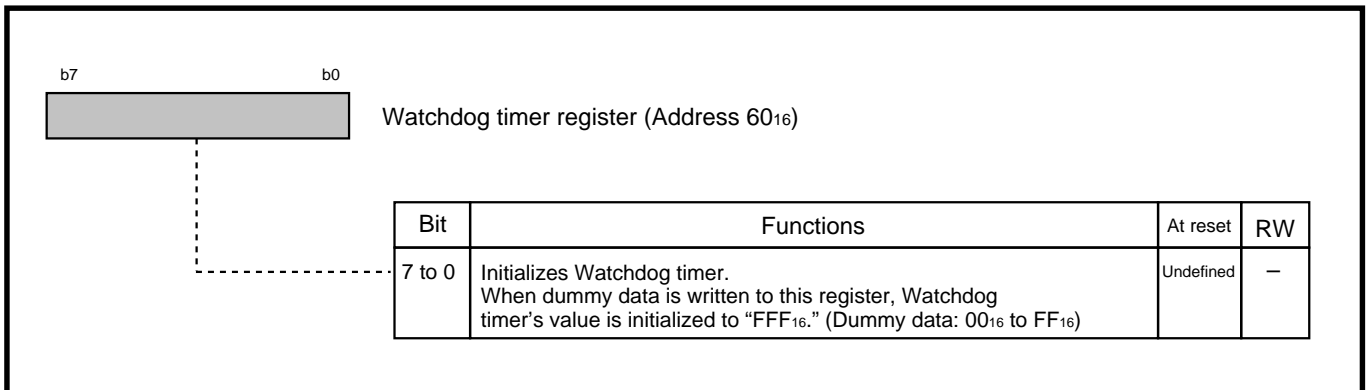 b7 b0
Watchdog timer register (Address 60₁₆)
Bit Functions At reset RW
7 to 0 Initializes Watchdog timer. Undefined –
When dummy data is written to this register, Watchdog
timer's value is initialized to “FFF₁₆.” (Dummy data: 00₁₆ to FF₁₆)